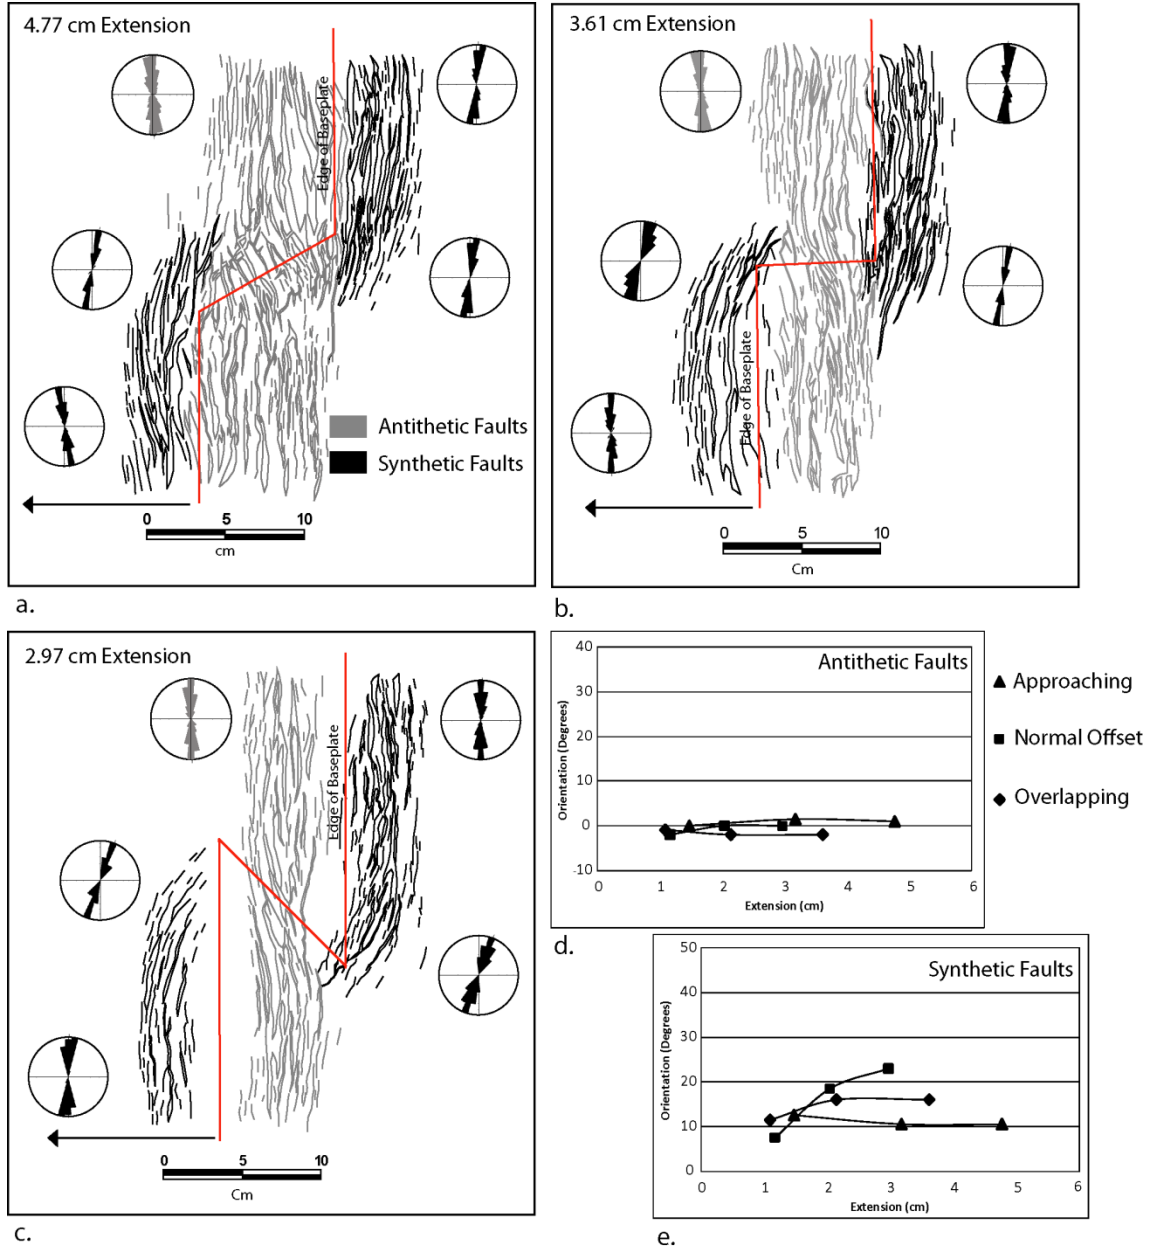 4.77 cm Extension
Edge of Baseplate
Antithetic Faults
Synthetic Faults
0 5 10
cm
a.
3.61 cm Extension
Edge of Baseplate
0 5 10
Cm
b.
2.97 cm Extension
Edge of Baseplate
0 5 10
Cm
c.
Antithetic Faults
Orientation (Degrees)
40
30
20
10
0
-10
0 1 2 3 4 5 6
Extension (cm)
Approaching
Normal Offset
Overlapping
d.
Synthetic Faults
Orientation (Degrees)
50
40
30
20
10
0
0 1 2 3 4 5 6
Extension (cm)
e.